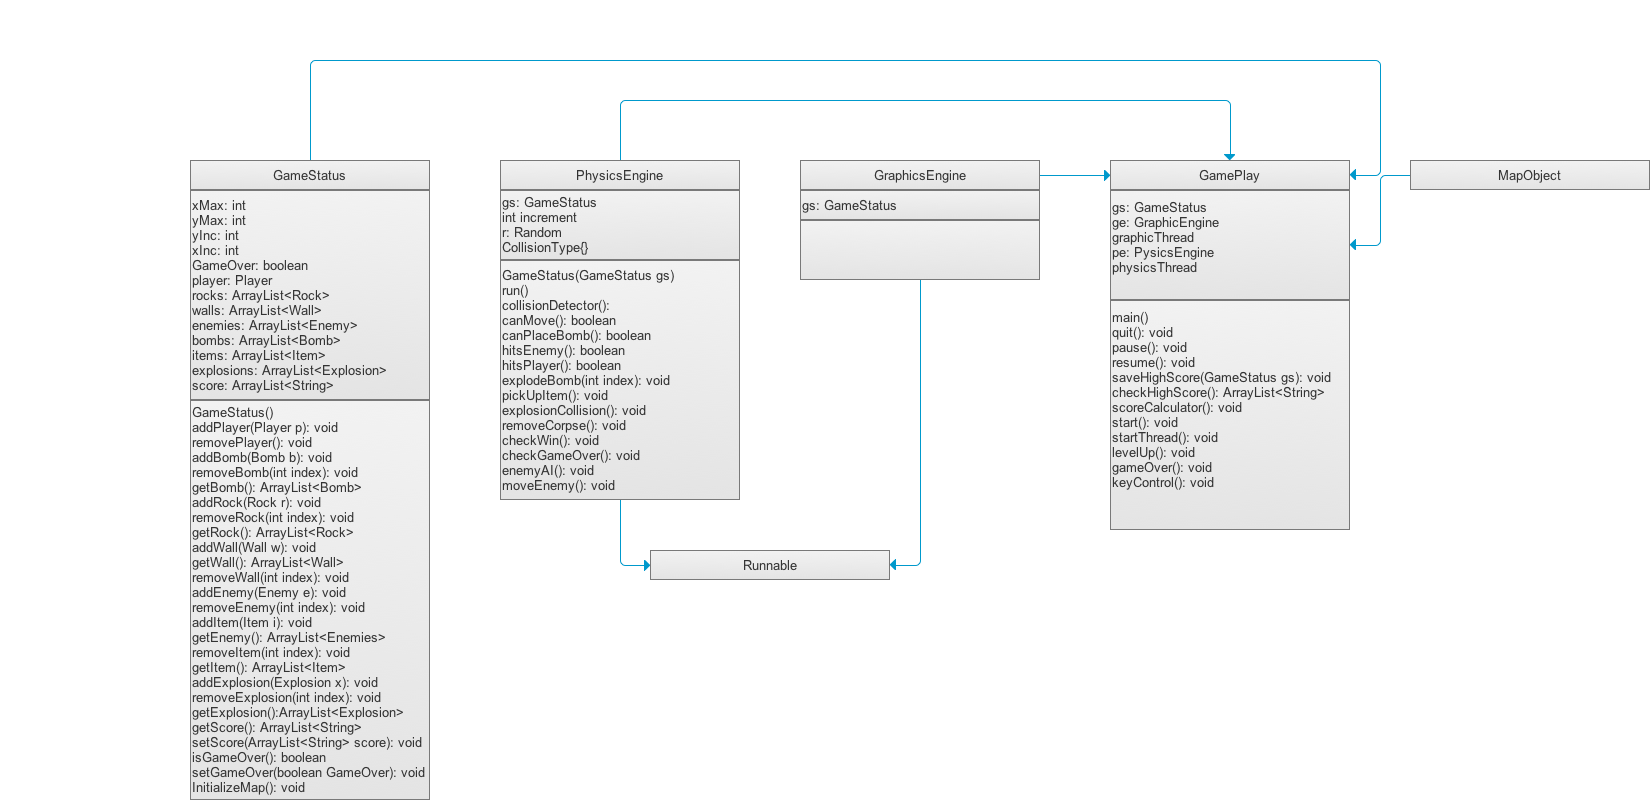 GameStatus
xMax: int
yMax: int
yInc: int
xInc: int
GameOver: boolean
player: Player
rocks: ArrayList<Rock>
walls: ArrayList<Wall>
enemies: ArrayList<Enemy>
bombs: ArrayList<Bomb>
items: ArrayList<Item>
explosions: ArrayList<Explosion>
score: ArrayList<String>
GameStatus()
addPlayer(Player p): void
removePlayer(): void
addBomb(Bomb b): void
removeBomb(int index): void
getBomb(): ArrayList<Bomb>
addRock(Rock r): void
removeRock(int index): void
getRock(): ArrayList<Rock>
addWall(Wall w): void
getWall(): ArrayList<Wall>
removeWall(int index): void
addEnemy(Enemy e): void
removeEnemy(int index): void
addItem(Item i): void
getEnemy(): ArrayList<Enemies>
removeItem(int index): void
getItem(): ArrayList<Item>
addExplosion(Explosion x): void
removeExplosion(int index): void
getExplosion():ArrayList<Explosion>
getScore(): ArrayList<String>
setScore(ArrayList<String> score): void
isGameOver(): boolean
setGameOver(boolean GameOver): void
InitializeMap(): void
PhysicsEngine
gs: GameStatus
int increment
r: Random
CollisionType{}
GameStatus(GameStatus gs)
run()
collisionDetector():
canMove(): boolean
canPlaceBomb(): boolean
hitsEnemy(): boolean
hitsPlayer(): boolean
explodeBomb(int index): void
pickUpItem(): void
explosionCollision(): void
removeCorpse(): void
checkWin(): void
checkGameOver(): void
enemyAI(): void
moveEnemy(): void
GraphicsEngine
gs: GameStatus
Runnable
GamePlay
gs: GameStatus
ge: GraphicEngine
graphicThread
pe: PysicsEngine
physicsThread
main()
quit(): void
pause(): void
resume(): void
saveHighScore(GameStatus gs): void
checkHighScore(): ArrayList<String>
scoreCalculator(): void
start(): void
startThread(): void
levelUp(): void
gameOver(): void
keyControl(): void
MapObject